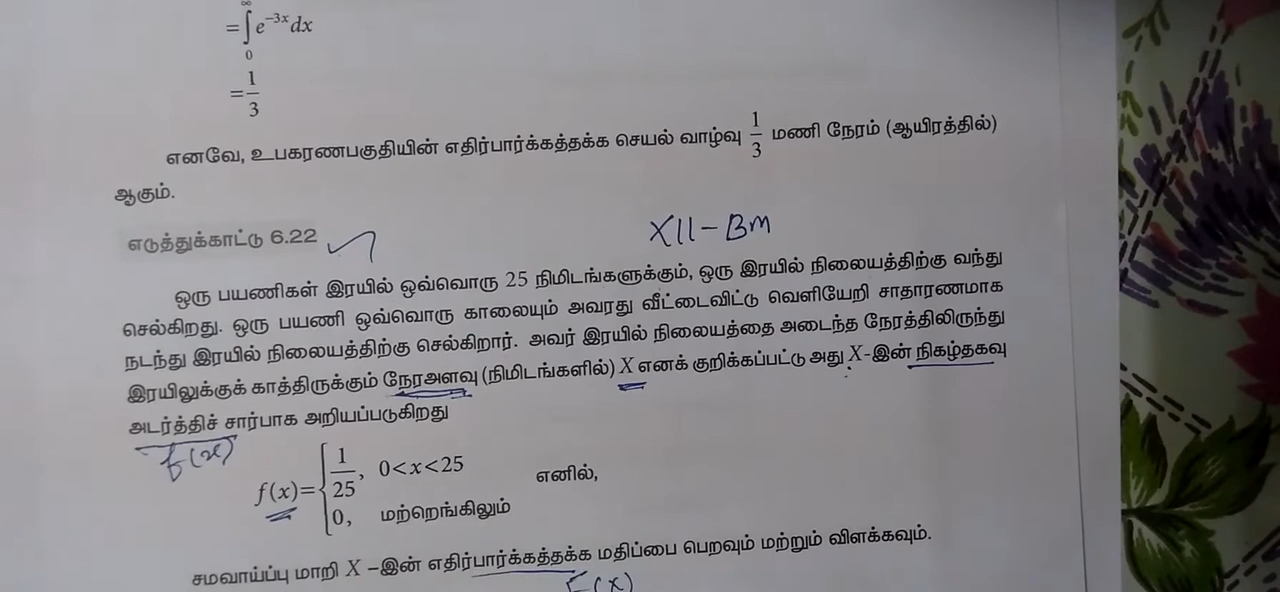 ∞
=∫e⁻³ˣdx
0
=1/3
எனவே, உபகரணபகுதியின் எதிர்பார்க்கத்தக்க செயல் வாழ்வு 1/3 மணி நேரம் (ஆயிரத்தில்)
ஆகும்.
XII-BM
எடுத்துக்காட்டு 6.22
ஒரு பயணிகள் இரயில் ஒவ்வொரு 25 நிமிடங்களுக்கும், ஒரு இரயில் நிலையத்திற்கு வந்து
செல்கிறது. ஒரு பயணி ஒவ்வொரு காலையும் அவரது வீட்டைவிட்டு வெளியேறி சாதாரணமாக
நடந்து இரயில் நிலையத்திற்கு செல்கிறார். அவர் இரயில் நிலையத்தை அடைந்த நேரத்திலிருந்து
இரயிலுக்குக் காத்திருக்கும் நேரஅளவு (நிமிடங்களில்) X எனக் குறிக்கப்பட்டு அது X-இன் நிகழ்தகவு
அடர்த்திச் சார்பாக அறியப்படுகிறது
f(x)
f(x)={1/25, 0<x<25 எனில்,
0, மற்றெங்கிலும்
சமவாய்ப்பு மாறி X –இன் எதிர்பார்க்கத்தக்க மதிப்பை பெறவும் மற்றும் விளக்கவும்.
E(X)